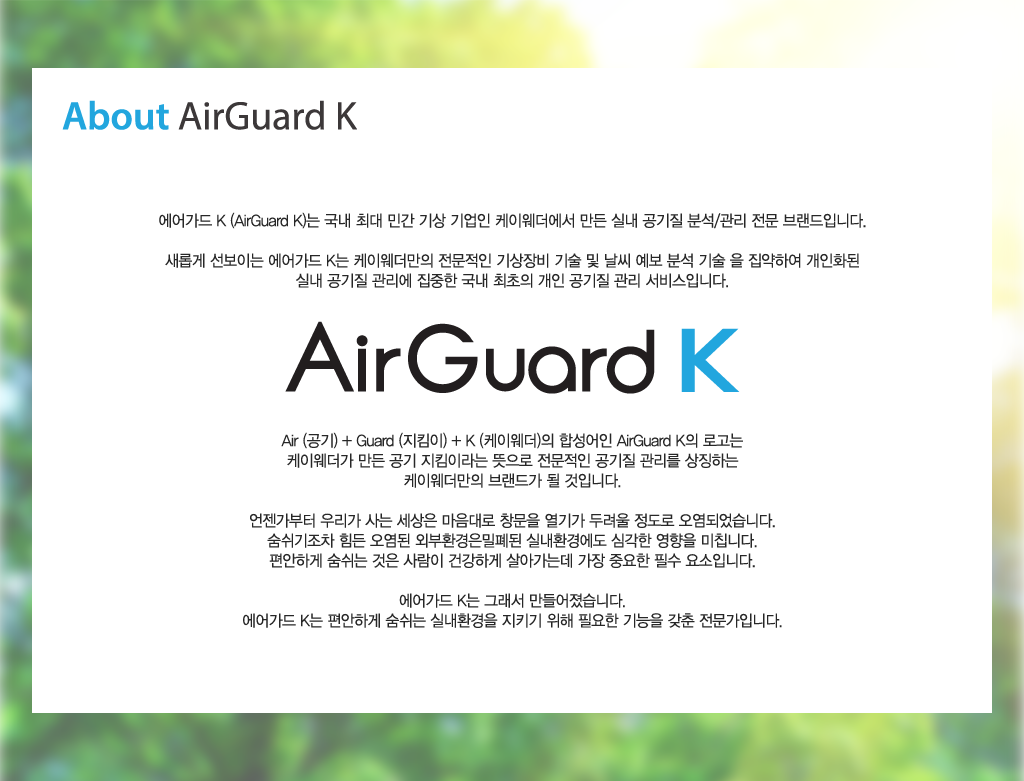 About AirGuard K
에어가드 K (AirGuard K)는 국내 최대 민간 기상 기업인 케이웨더에서 만든 실내 공기질 분석/관리 전문 브랜드입니다.
새롭게 선보이는 에어가드 K는 케이웨더만의 전문적인 기상장비 기술 및 날씨 예보 분석 기술 을 집약하여 개인화된
실내 공기질 관리에 집중한 국내 최초의 개인 공기질 관리 서비스입니다.
AirGuard K
Air (공기) + Guard (지킴이) + K (케이웨더)의 합성어인 AirGuard K의 로고는
케이웨더가 만든 공기 지킴이라는 뜻으로 전문적인 공기질 관리를 상징하는
케이웨더만의 브랜드가 될 것입니다.
언젠가부터 우리가 사는 세상은 마음대로 창문을 열기가 두려울 정도로 오염되었습니다.
숨쉬기조차 힘든 오염된 외부환경은밀폐된 실내환경에도 심각한 영향을 미칩니다.
편안하게 숨쉬는 것은 사람이 건강하게 살아가는데 가장 중요한 필수 요소입니다.
에어가드 K는 그래서 만들어졌습니다.
에어가드 K는 편안하게 숨쉬는 실내환경을 지키기 위해 필요한 기능을 갖춘 전문가입니다.